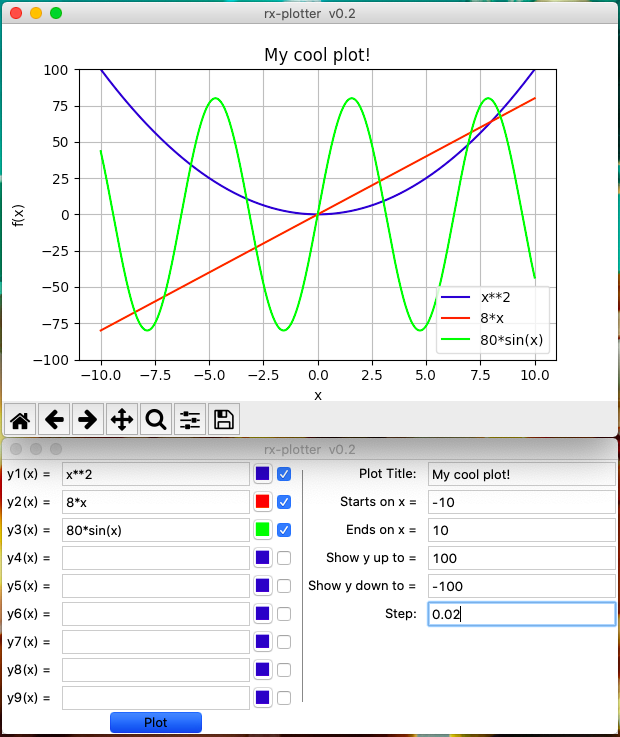 rx-plotter v0.2
My cool plot!
100
75
50
25
0
−25
−50
−75
−100
f(x)
x**2
8*x
80*sin(x)
−10.0 −7.5 −5.0 −2.5 0.0 2.5 5.0 7.5 10.0
x
rx-plotter v0.2
y1(x) = x**2
y2(x) = 8*x
y3(x) = 80*sin(x)
y4(x) =
y5(x) =
y6(x) =
y7(x) =
y8(x) =
y9(x) =
Plot
Plot Title: My cool plot!
Starts on x = -10
Ends on x = 10
Show y up to = 100
Show y down to = -100
Step: 0.02